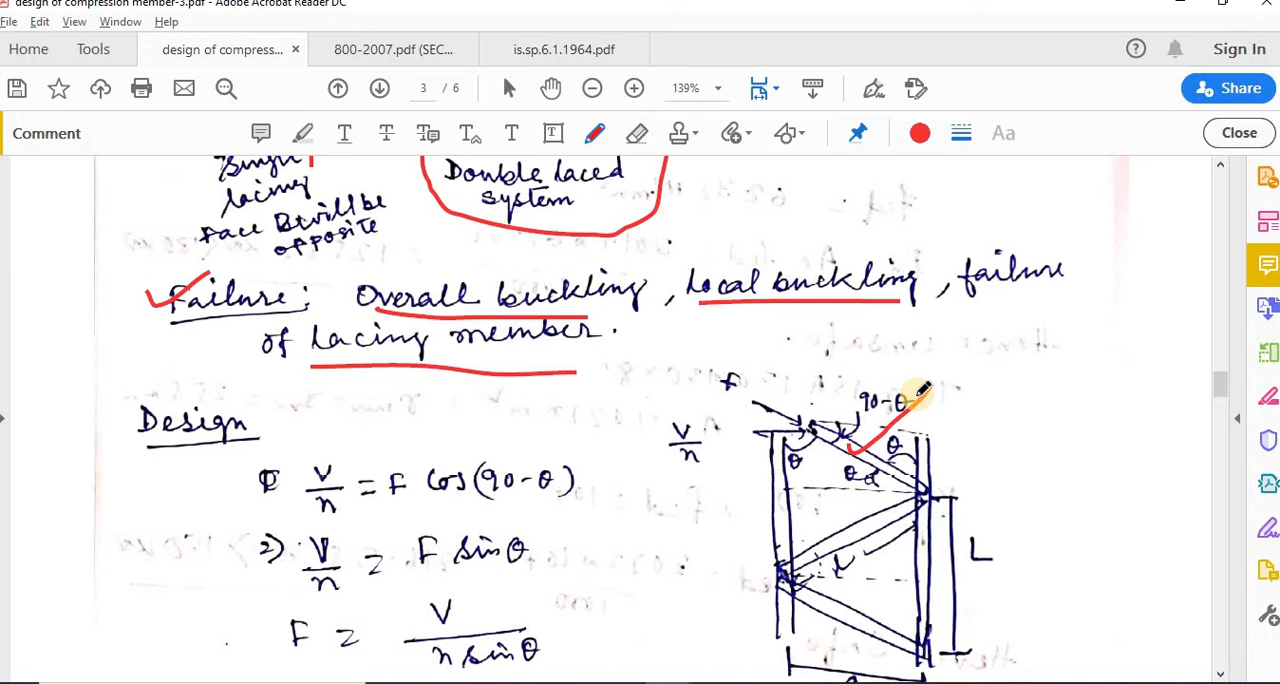 design of compression member-3.pdf - Adobe Acrobat Reader DC
File Edit View Window Help
Home Tools design of compress... × 800-2007.pdf (SEC... is.sp.6.1.1964.pdf Sign In
3 / 6 139% Share
Comment Aa Close
Single
lacing
Face B will be
opposite
Double laced
system
Failure: Overall buckling, local buckling, failure
of lacing member.
Design
1) V/n = F cos(90-θ)
2) V/n = F sinθ
F = V/(n sinθ)
F
90-θ
V/n
θ
θ
θ
α
t
L